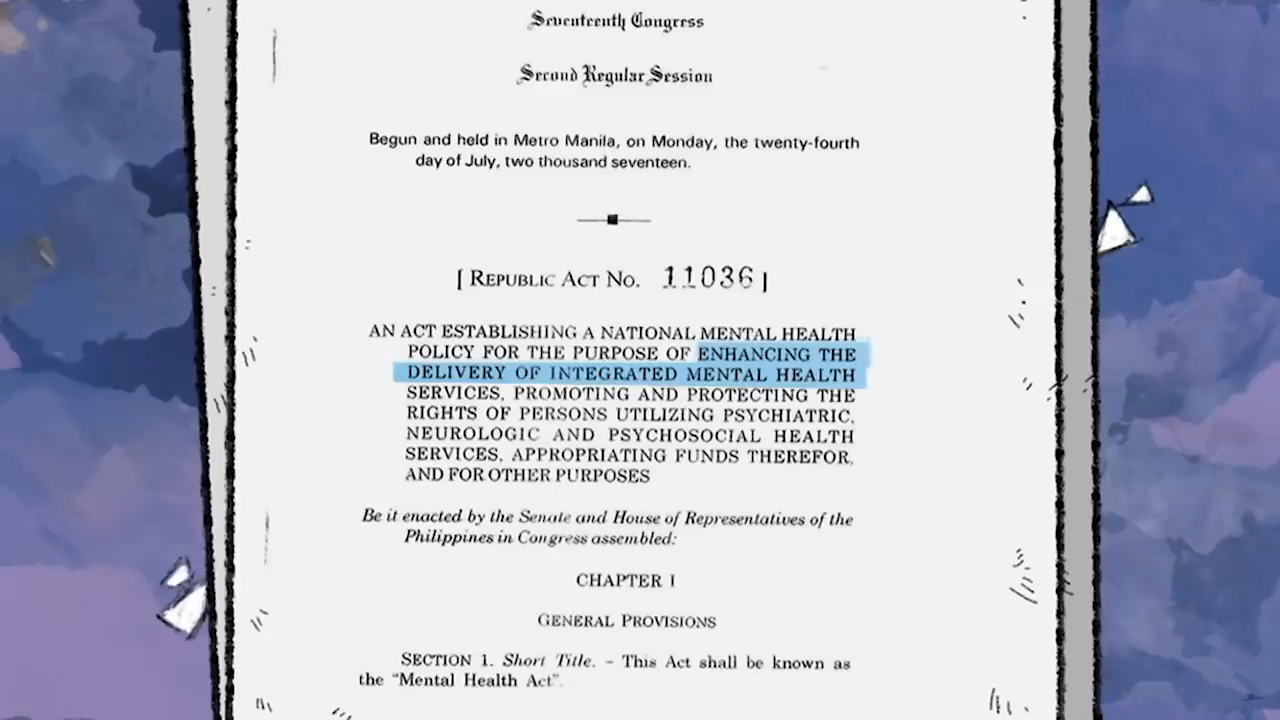 Seventeenth Congress
Second Regular Session
Begun and held in Metro Manila, on Monday, the twenty-fourth
day of July, two thousand seventeen.
[ REPUBLIC ACT NO. 11036 ]
AN ACT ESTABLISHING A NATIONAL MENTAL HEALTH
POLICY FOR THE PURPOSE OF ENHANCING THE
DELIVERY OF INTEGRATED MENTAL HEALTH
SERVICES, PROMOTING AND PROTECTING THE
RIGHTS OF PERSONS UTILIZING PSYCHIATRIC,
NEUROLOGIC AND PSYCHOSOCIAL HEALTH
SERVICES, APPROPRIATING FUNDS THEREFOR,
AND FOR OTHER PURPOSES
Be it enacted by the Senate and House of Representatives of the
Philippines in Congress assembled:
CHAPTER I
GENERAL PROVISIONS
SECTION 1. Short Title. – This Act shall be known as
the "Mental Health Act".